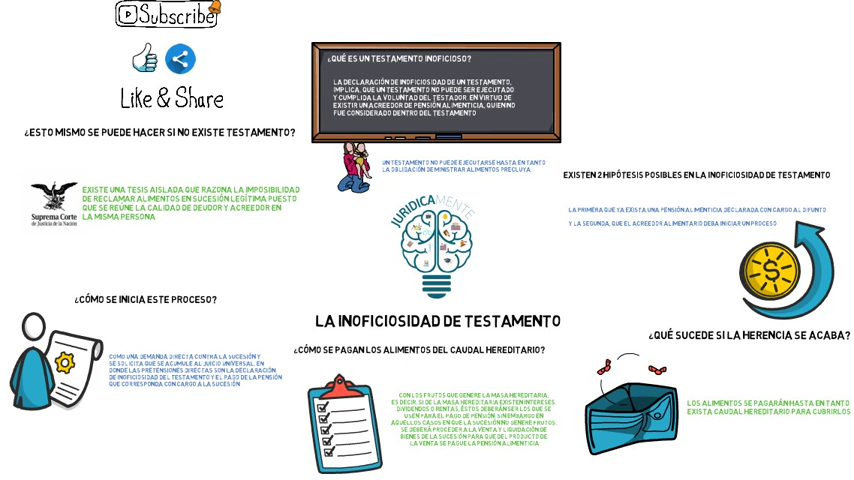 Subscribe
Like & Share
¿QUÉ ES UN TESTAMENTO INOFICIOSO?
LA DECLARACIÓN DE INOFICIOSIDAD DE UN TESTAMENTO,
IMPLICA, QUE UN TESTAMENTO NO PUEDE SER EJECUTADO
Y CUMPLIDA LA VOLUNTAD DEL TESTADOR, EN VIRTUD DE
EXISTIR UN ACREEDOR DE PENSIÓN ALIMENTICIA, QUIEN NO
FUE CONSIDERADO DENTRO DEL TESTAMENTO
¿ESTO MISMO SE PUEDE HACER SI NO EXISTE TESTAMENTO?
Suprema Corte
de Justicia de la Nación
EXISTE UNA TESIS AISLADA QUE RAZONA LA IMPOSIBILIDAD
DE RECLAMAR ALIMENTOS EN SUCESIÓN LEGÍTIMA PUESTO
QUE SE REÚNE LA CALIDAD DE DEUDOR Y ACREEDOR EN
LA MISMA PERSONA
UN TESTAMENTO NO PUEDE EJECUTARSE HASTA EN TANTO
LA OBLIGACIÓN DE MINISTRAR ALIMENTOS PRECLUYA.
EXISTEN 2 HIPÓTESIS POSIBLES EN LA INOFICIOSIDAD DE TESTAMENTO
LA PRIMERA QUE YA EXISTA UNA PENSIÓN ALIMENTICIA DECLARADA CON CARGO AL DIFUNTO
Y LA SEGUNDA, QUE EL ACREEDOR ALIMENTARIO DEBA INICIAR UN PROCESO
JURIDICAMENTE
LA INOFICIOSIDAD DE TESTAMENTO
¿CÓMO SE INICIA ESTE PROCESO?
COMO UNA DEMANDA DIRECTA CONTRA LA SUCESIÓN Y
SE SOLICITA QUE SE ACUMULE AL JUICIO UNIVERSAL, EN
DONDE LAS PRETENSIONES DIRECTAS SON LA DECLARACIÓN
DE INOFICIOSIDAD DEL TESTAMENTO Y EL PAGO DE LA PENSIÓN
QUE CORRESPONDA CON CARGO A LA SUCESIÓN
¿CÓMO SE PAGAN LOS ALIMENTOS DEL CAUDAL HEREDITARIO?
CON LOS FRUTOS QUE GENERE LA MASA HEREDITARIA,
ES DECIR, SI DE LA MASA HEREDITARIA EXISTEN INTERESES,
DIVIDENDOS O RENTAS, ÉSTOS DEBERÁN SER LOS QUE SE
USEN PARA EL PAGO DE PENSIÓN, SIN EMBARGO EN
AQUELLOS CASOS EN QUE LA SUCESIÓN NO GENERE FRUTOS,
SE DEBERÁ PROCEDER A LA VENTA Y LIQUIDACIÓN DE
BIENES DE LA SUCESIÓN PARA QUE DEL PRODUCTO DE
LA VENTA SE PAGUE LA PENSIÓN ALIMENTICIA
¿QUÉ SUCEDE SI LA HERENCIA SE ACABA?
LOS ALIMENTOS SE PAGARÁN HASTA EN TANTO
EXISTA CAUDAL HEREDITARIO PARA CUBRIRLOS